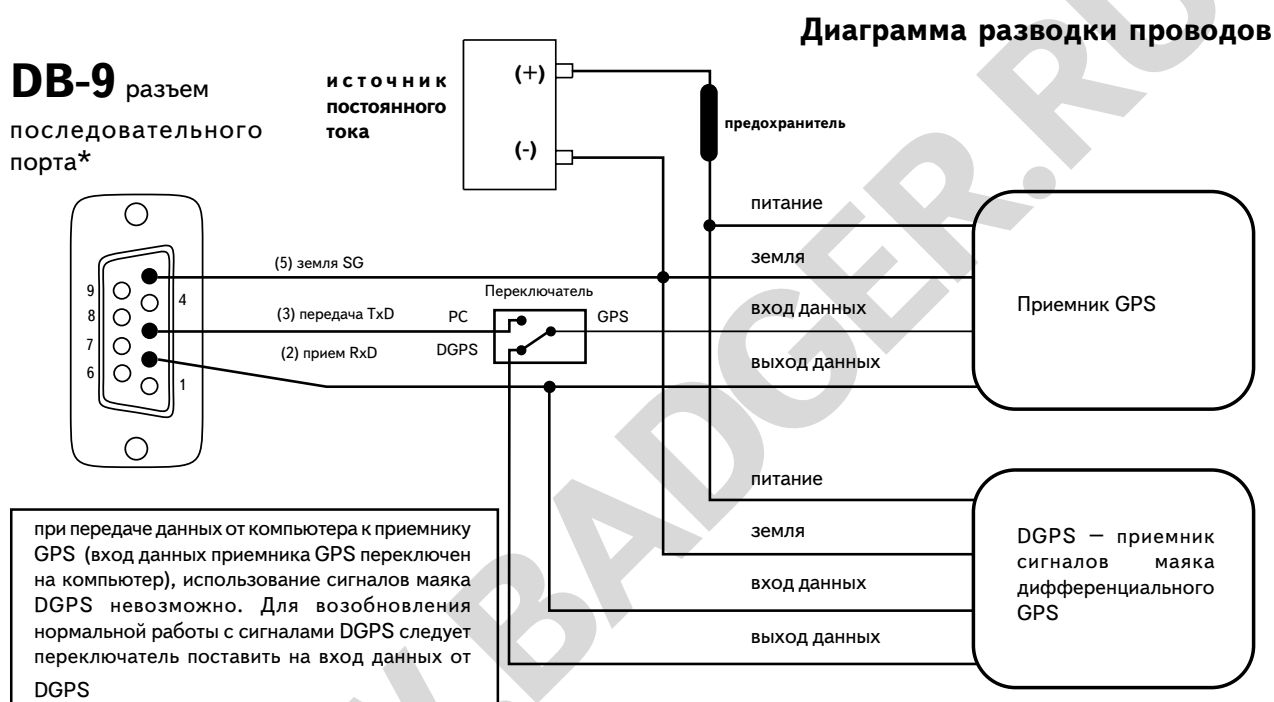 Диаграмма разводки проводов
DB-9 разъем
последовательного
порта*
источник
постоянного
тока
(+)
(-)
предохранитель
питание
земля
вход данных
выход данных
Приемник GPS
(5) земля SG
(3) передача TxD
(2) прием RxD
Переключатель
PC
GPS
DGPS
9
8
7
6
4
1
питание
земля
вход данных
выход данных
DGPS — приемник
сигналов маяка
дифференциального
GPS
при передаче данных от компьютера к приемнику
GPS (вход данных приемника GPS переключен
на компьютер), использование сигналов маяка
DGPS невозможно. Для возобновления
нормальной работы с сигналами DGPS следует
переключатель поставить на вход данных от
DGPS
BADGER.RU